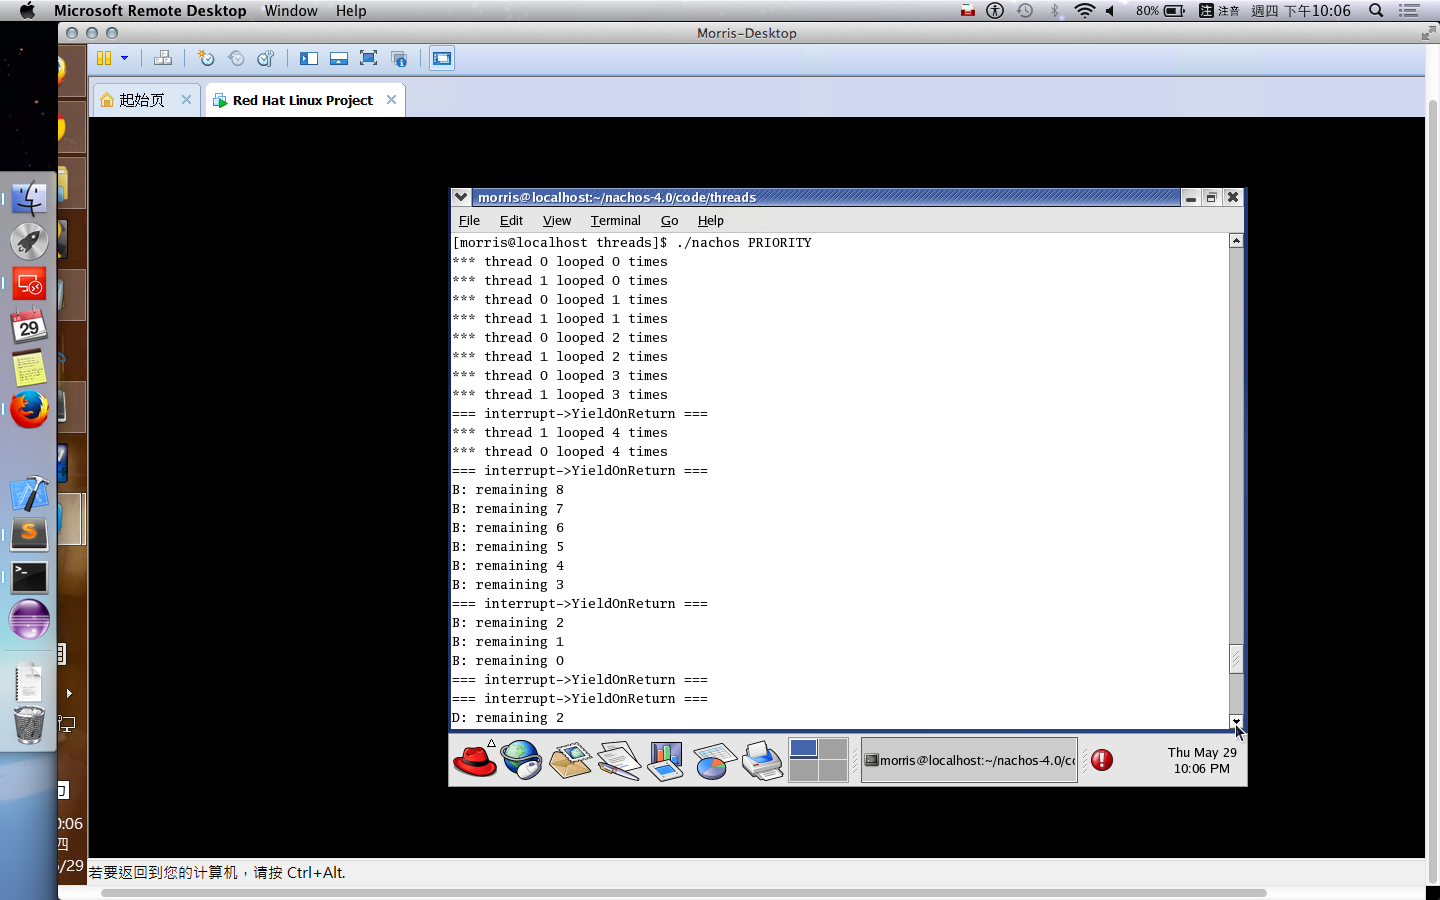 Microsoft Remote Desktop Window Help 80% 注 注音 週四 下午10:06
Morris-Desktop
起始页 Red Hat Linux Project
morris@localhost:~/nachos-4.0/code/threads
File Edit View Terminal Go Help
[morris@localhost threads]$ ./nachos PRIORITY
*** thread 0 looped 0 times
*** thread 1 looped 0 times
*** thread 0 looped 1 times
*** thread 1 looped 1 times
*** thread 0 looped 2 times
*** thread 1 looped 2 times
*** thread 0 looped 3 times
*** thread 1 looped 3 times
=== interrupt->YieldOnReturn ===
*** thread 1 looped 4 times
*** thread 0 looped 4 times
=== interrupt->YieldOnReturn ===
B: remaining 8
B: remaining 7
B: remaining 6
B: remaining 5
B: remaining 4
B: remaining 3
=== interrupt->YieldOnReturn ===
B: remaining 2
B: remaining 1
B: remaining 0
=== interrupt->YieldOnReturn ===
=== interrupt->YieldOnReturn ===
D: remaining 2
morris@localhost:~/nachos-4.0/co
Thu May 29
10:06 PM
29
0:06
四
/29
若要返回到您的计算机，请按 Ctrl+Alt.